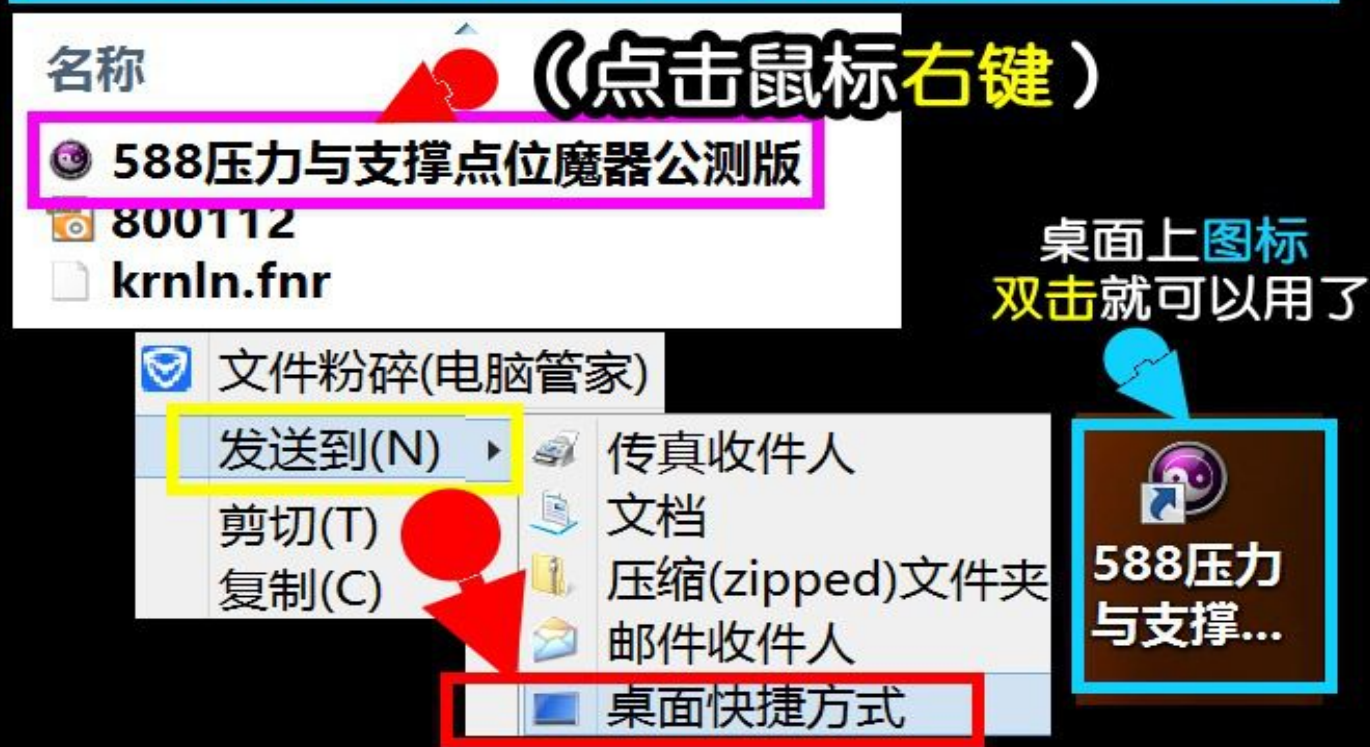 名称
(点击鼠标右键)
588压力与支撑点位魔器公测版
800112
krnln.fnr
桌面上图标
双击就可以用了
文件粉碎(电脑管家)
发送到(N)
剪切(T)
复制(C)
传真收件人
文档
压缩(zipped)文件夹
邮件收件人
桌面快捷方式
588压力
与支撑...